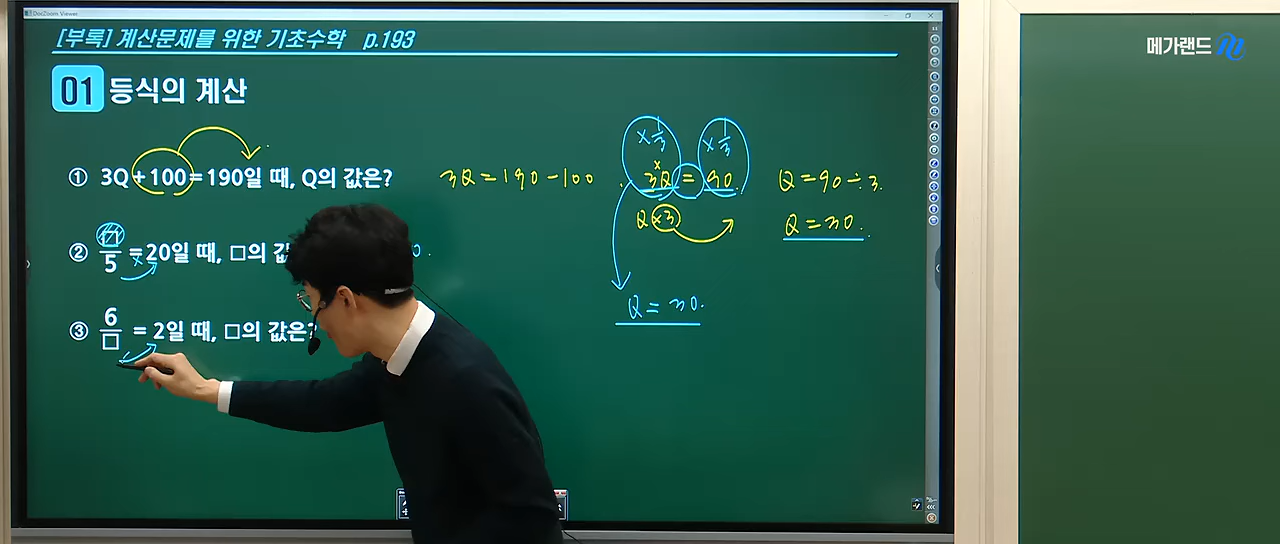 DocZoom Viewer
[부록] 계산문제를 위한 기초수학 p.193
메가랜드
01 등식의 계산
① 3Q+100=190일 때, Q의 값은?
3Q=190-100
×1/3 ×1/3
3Q = 90
Q×3
Q=90÷3
Q=30.
② □/5 =20일 때, □의 값
Q=30.
③ 6/□ = 2일 때, □의 값은?